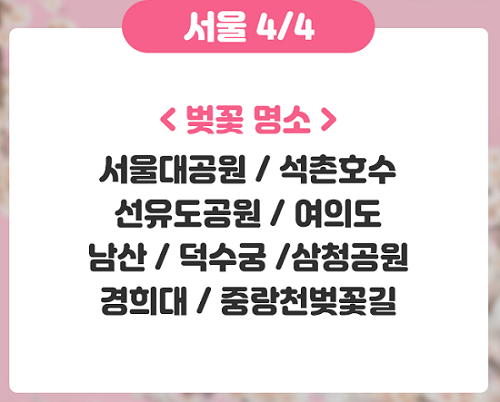 서울 4/4
< 벚꽃 명소 >
서울대공원 / 석촌호수
선유도공원 / 여의도
남산 / 덕수궁 /삼청공원
경희대 / 중랑천벚꽃길